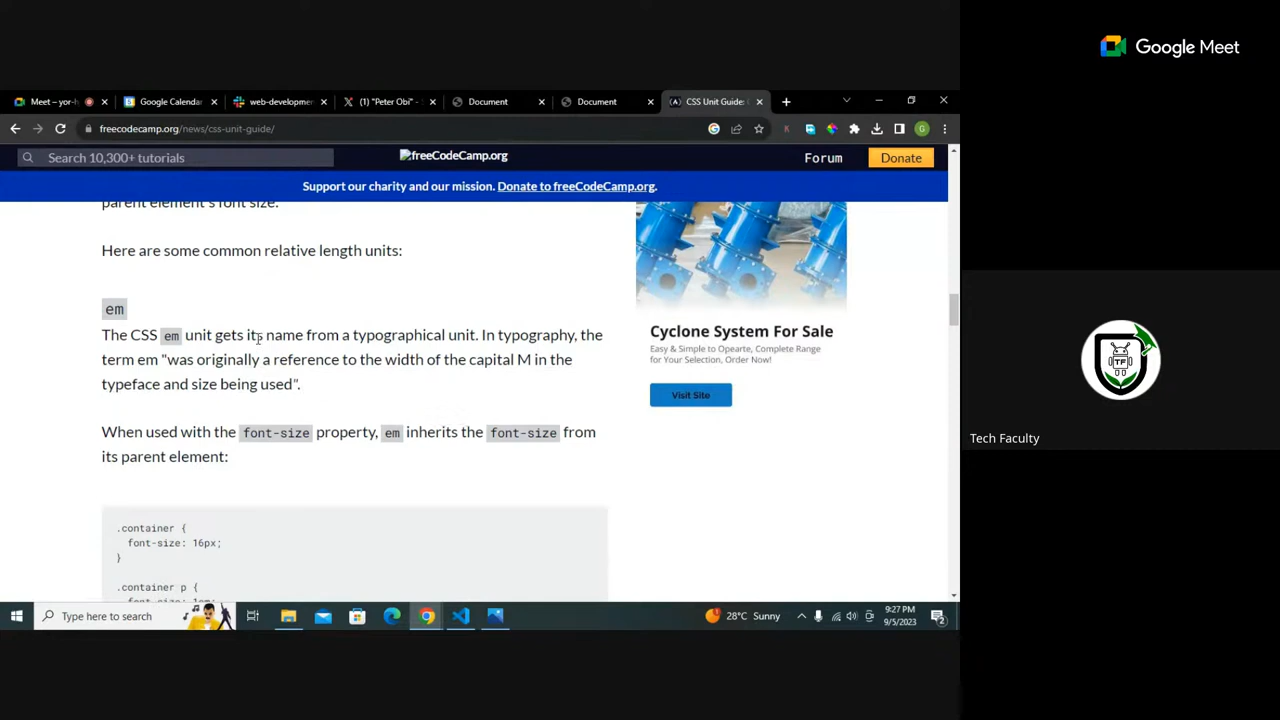 Google Meet
Meet – yor-h
Google Calenda
web-developme
(1) "Peter Obi" -
Document
Document
CSS Unit Guide:
freecodecamp.org/news/css-unit-guide/
G
Search 10,300+ tutorials
freeCodeCamp.org
Forum
Donate
Support our charity and our mission. Donate to freeCodeCamp.org.
parent element's font size.
Here are some common relative length units:
em
The CSS em unit gets its name from a typographical unit. In typography, the
term em "was originally a reference to the width of the capital M in the
typeface and size being used".
When used with the font-size property, em inherits the font-size from
its parent element:
.container {
font-size: 16px;
}
.container p {
font-size: 1em;
Cyclone System For Sale
Easy & Simple to Opearte, Complete Range
for Your Selection, Order Now!
Visit Site
TF
Tech Faculty
Type here to search
28°C Sunny
9:27 PM
9/5/2023
2